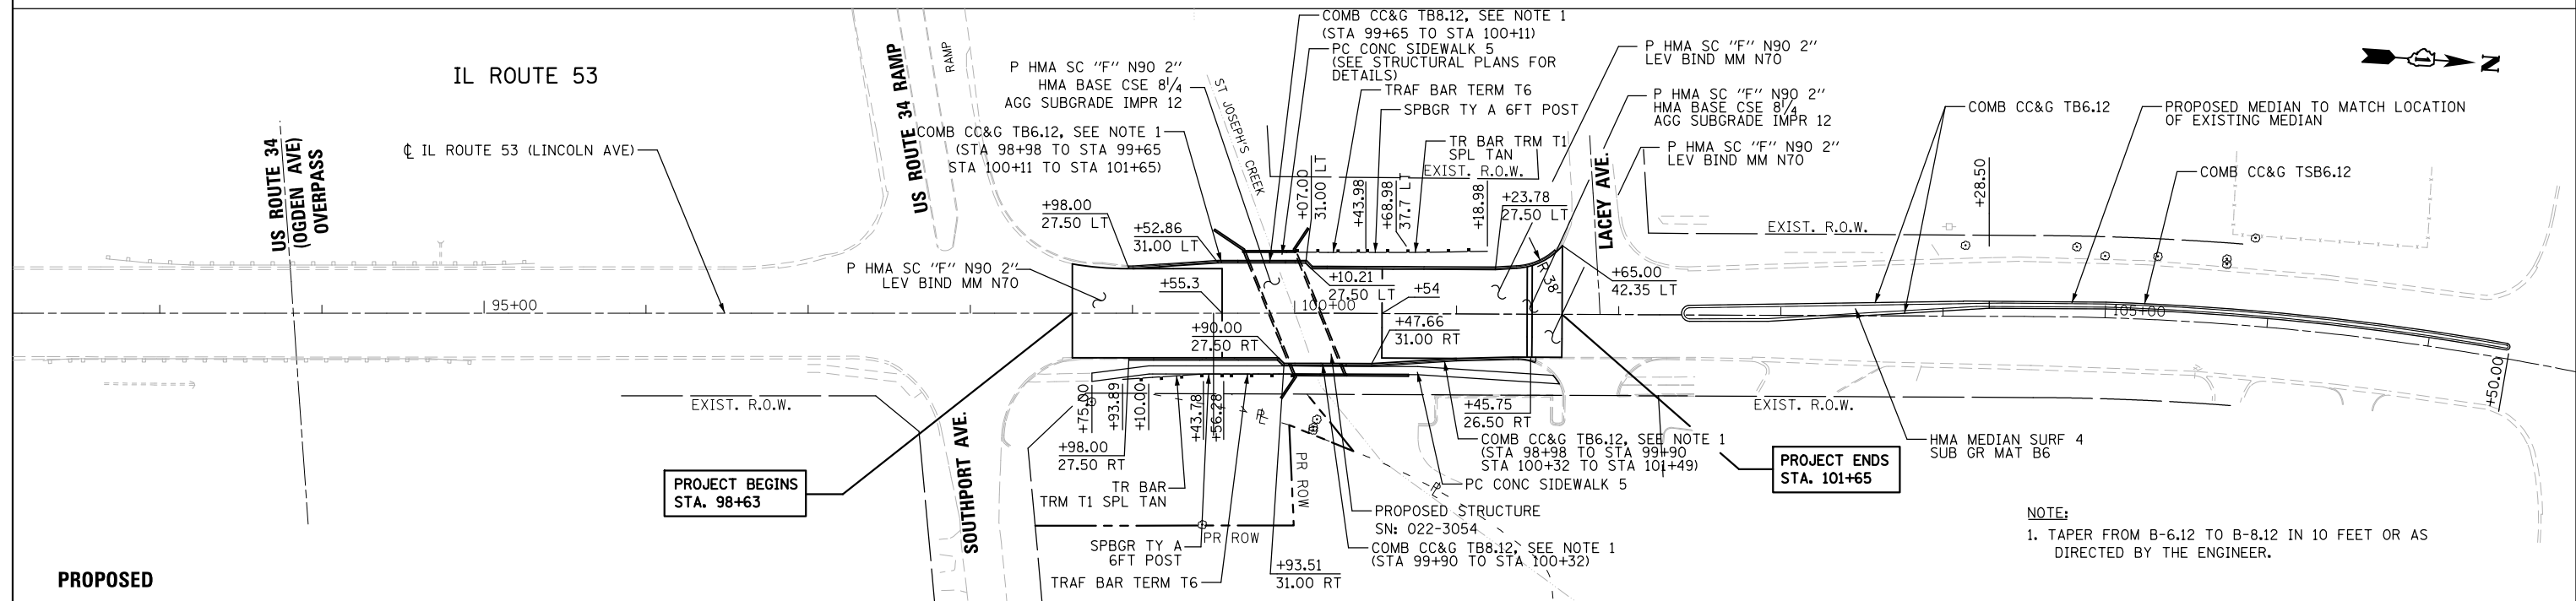 IL ROUTE 53
℄ IL ROUTE 53 (LINCOLN AVE)
US ROUTE 34
(OGDEN AVE)
OVERPASS
US ROUTE 34 RAMP
RAMP
P HMA SC "F" N90 2"
HMA BASE CSE 8 1/4
AGG SUBGRADE IMPR 12
COMB CC&G TB6.12, SEE NOTE 1
(STA 98+98 TO STA 99+65
STA 100+11 TO STA 101+65)
ST JOSEPH'S CREEK
COMB CC&G TB8.12, SEE NOTE 1
(STA 99+65 TO STA 100+11)
PC CONC SIDEWALK 5
(SEE STRUCTURAL PLANS FOR
DETAILS)
TRAF BAR TERM T6
SPBGR TY A 6FT POST
TR BAR TRM T1
SPL TAN
EXIST. R.O.W.
P HMA SC "F" N90 2"
LEV BIND MM N70
P HMA SC "F" N90 2"
HMA BASE CSE 8 1/4
AGG SUBGRADE IMPR 12
P HMA SC "F" N90 2"
LEV BIND MM N70
LACEY AVE.
COMB CC&G TB6.12
PROPOSED MEDIAN TO MATCH LOCATION
OF EXISTING MEDIAN
COMB CC&G TSB6.12
N
+98.00
27.50 LT
+52.86
31.00 LT
+07.00
31.00 LT
+43.98
+68.98
37.7 LT
+18.98
+23.78
27.50 LT
+28.50
EXIST. R.O.W.
P HMA SC "F" N90 2"
LEV BIND MM N70
+55.3
+10.21
27.50 LT
+54
R 38'
+65.00
42.35 LT
95+00
100+00
105+00
+90.00
27.50 RT
+47.66
31.00 RT
+50.00
EXIST. R.O.W.
+75.00
+93.89
+10.00
+43.78
+56.28
PL
+45.75
26.50 RT
EXIST. R.O.W.
+98.00
27.50 RT
SOUTHPORT AVE.
PROJECT BEGINS
STA. 98+63
TR BAR
TRM T1 SPL TAN
PR ROW
PR ROW
SPBGR TY A
6FT POST
TRAF BAR TERM T6
+93.51
31.00 RT
COMB CC&G TB6.12, SEE NOTE 1
(STA 98+98 TO STA 99+90
STA 100+32 TO STA 101+49)
PC CONC SIDEWALK 5
PL
PROPOSED STRUCTURE
SN: 022-3054
COMB CC&G TB8.12, SEE NOTE 1
(STA 99+90 TO STA 100+32)
PROJECT ENDS
STA. 101+65
HMA MEDIAN SURF 4
SUB GR MAT B6
NOTE:
1. TAPER FROM B-6.12 TO B-8.12 IN 10 FEET OR AS
DIRECTED BY THE ENGINEER.
PROPOSED